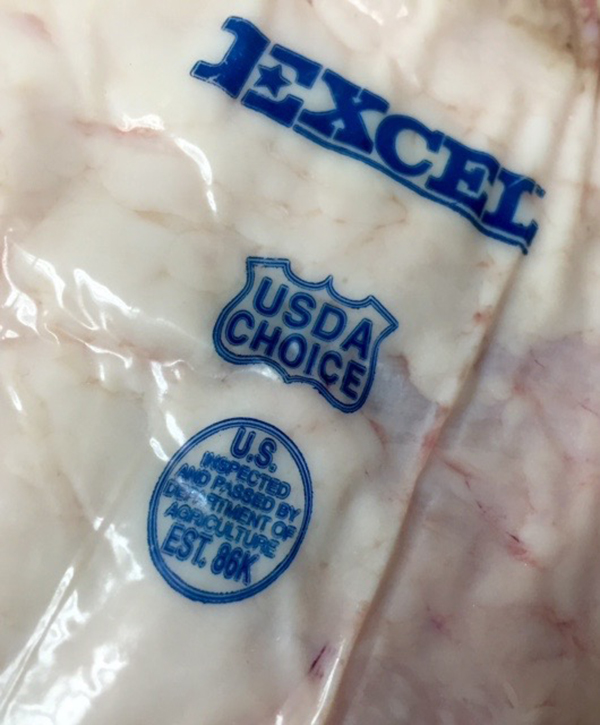 EXCEL
USDA
CHOICE
U.S.
INSPECTED
AND PASSED BY
DEPARTMENT OF
AGRICULTURE
EST. 86K